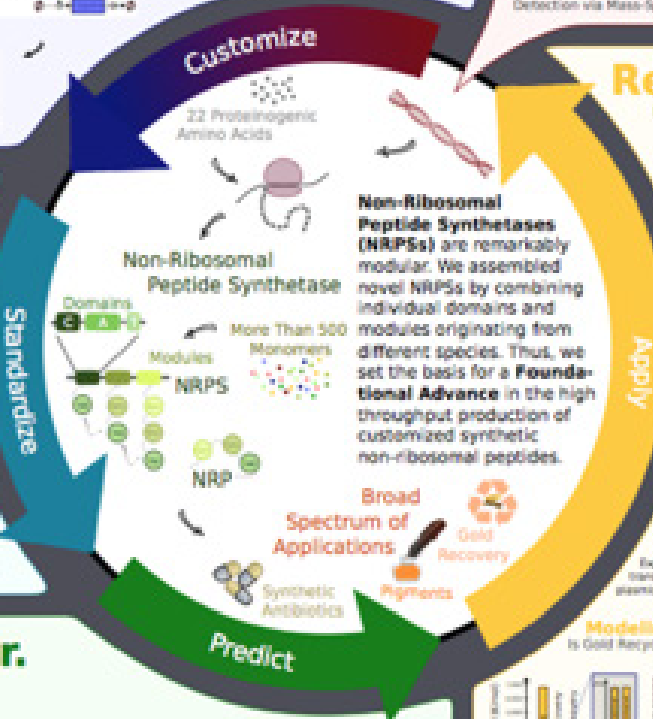 Detection via Mass-S
Customize
Re
22 Proteinogenic
Amino Acids
Non-Ribosomal
Peptide Synthetases
(NRPSs) are remarkably
modular. We assembled
novel NRPSs by combining
individual domains and
modules originating from
different species. Thus, we
set the basis for a Founda-
tional Advance in the high
throughput production of
customized synthetic
non-ribosomal peptides.
Non-Ribosomal
Peptide Synthetase
Domains
C A
More Than 500
Monomers
Modules
NRPS
NRP
Standardize
Apply
Broad
Spectrum of
Applications
Gold
Recovery
Pigments
Synthetic
Antibiotics
Predict
r.
Modelli
Is Gold Recyc